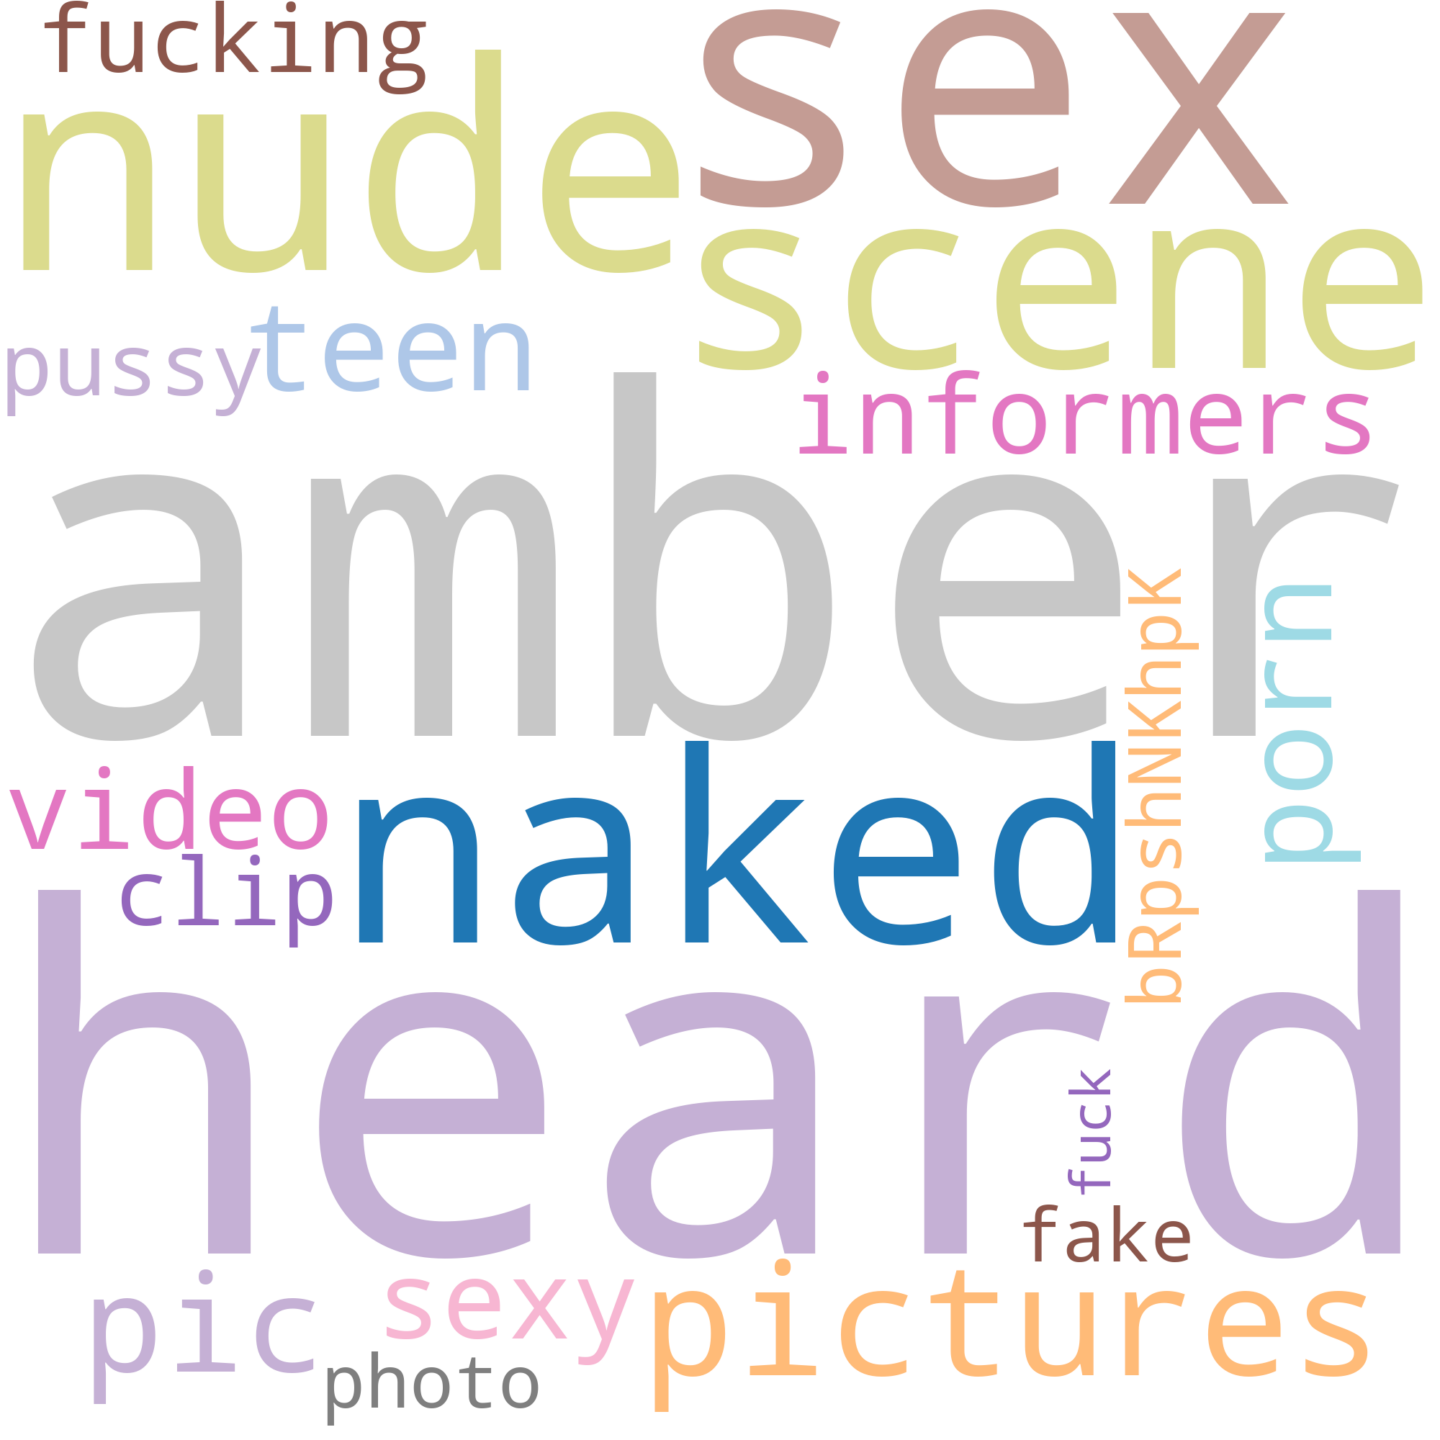 fucking
sex
nude
scene
teen
pussy
informers
amber
bRpshNKhpK
porn
naked
video
clip
heard
fuck
fake
pic
sexy
pictures
photo